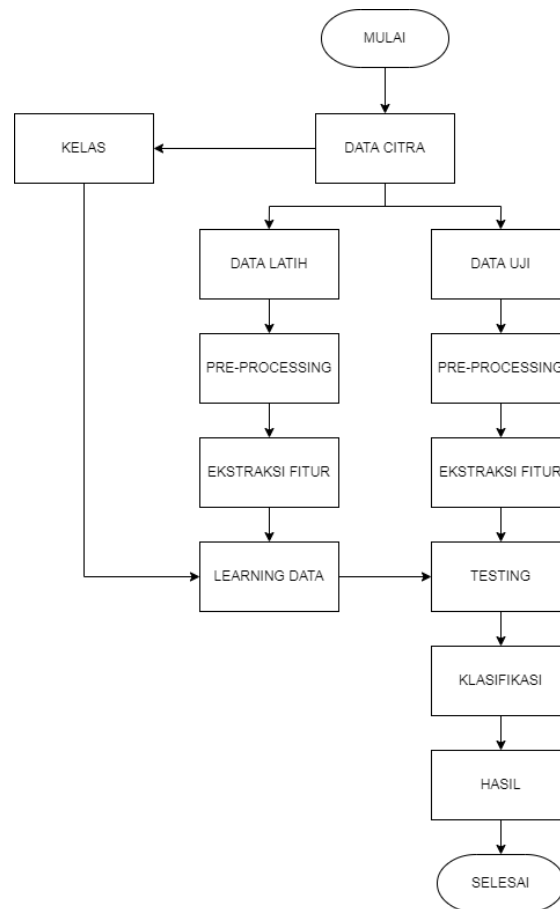 MULAI
KELAS
DATA CITRA
DATA LATIH
DATA UJI
PRE-PROCESSING
PRE-PROCESSING
EKSTRAKSI FITUR
EKSTRAKSI FITUR
LEARNING DATA
TESTING
KLASIFIKASI
HASIL
SELESAI